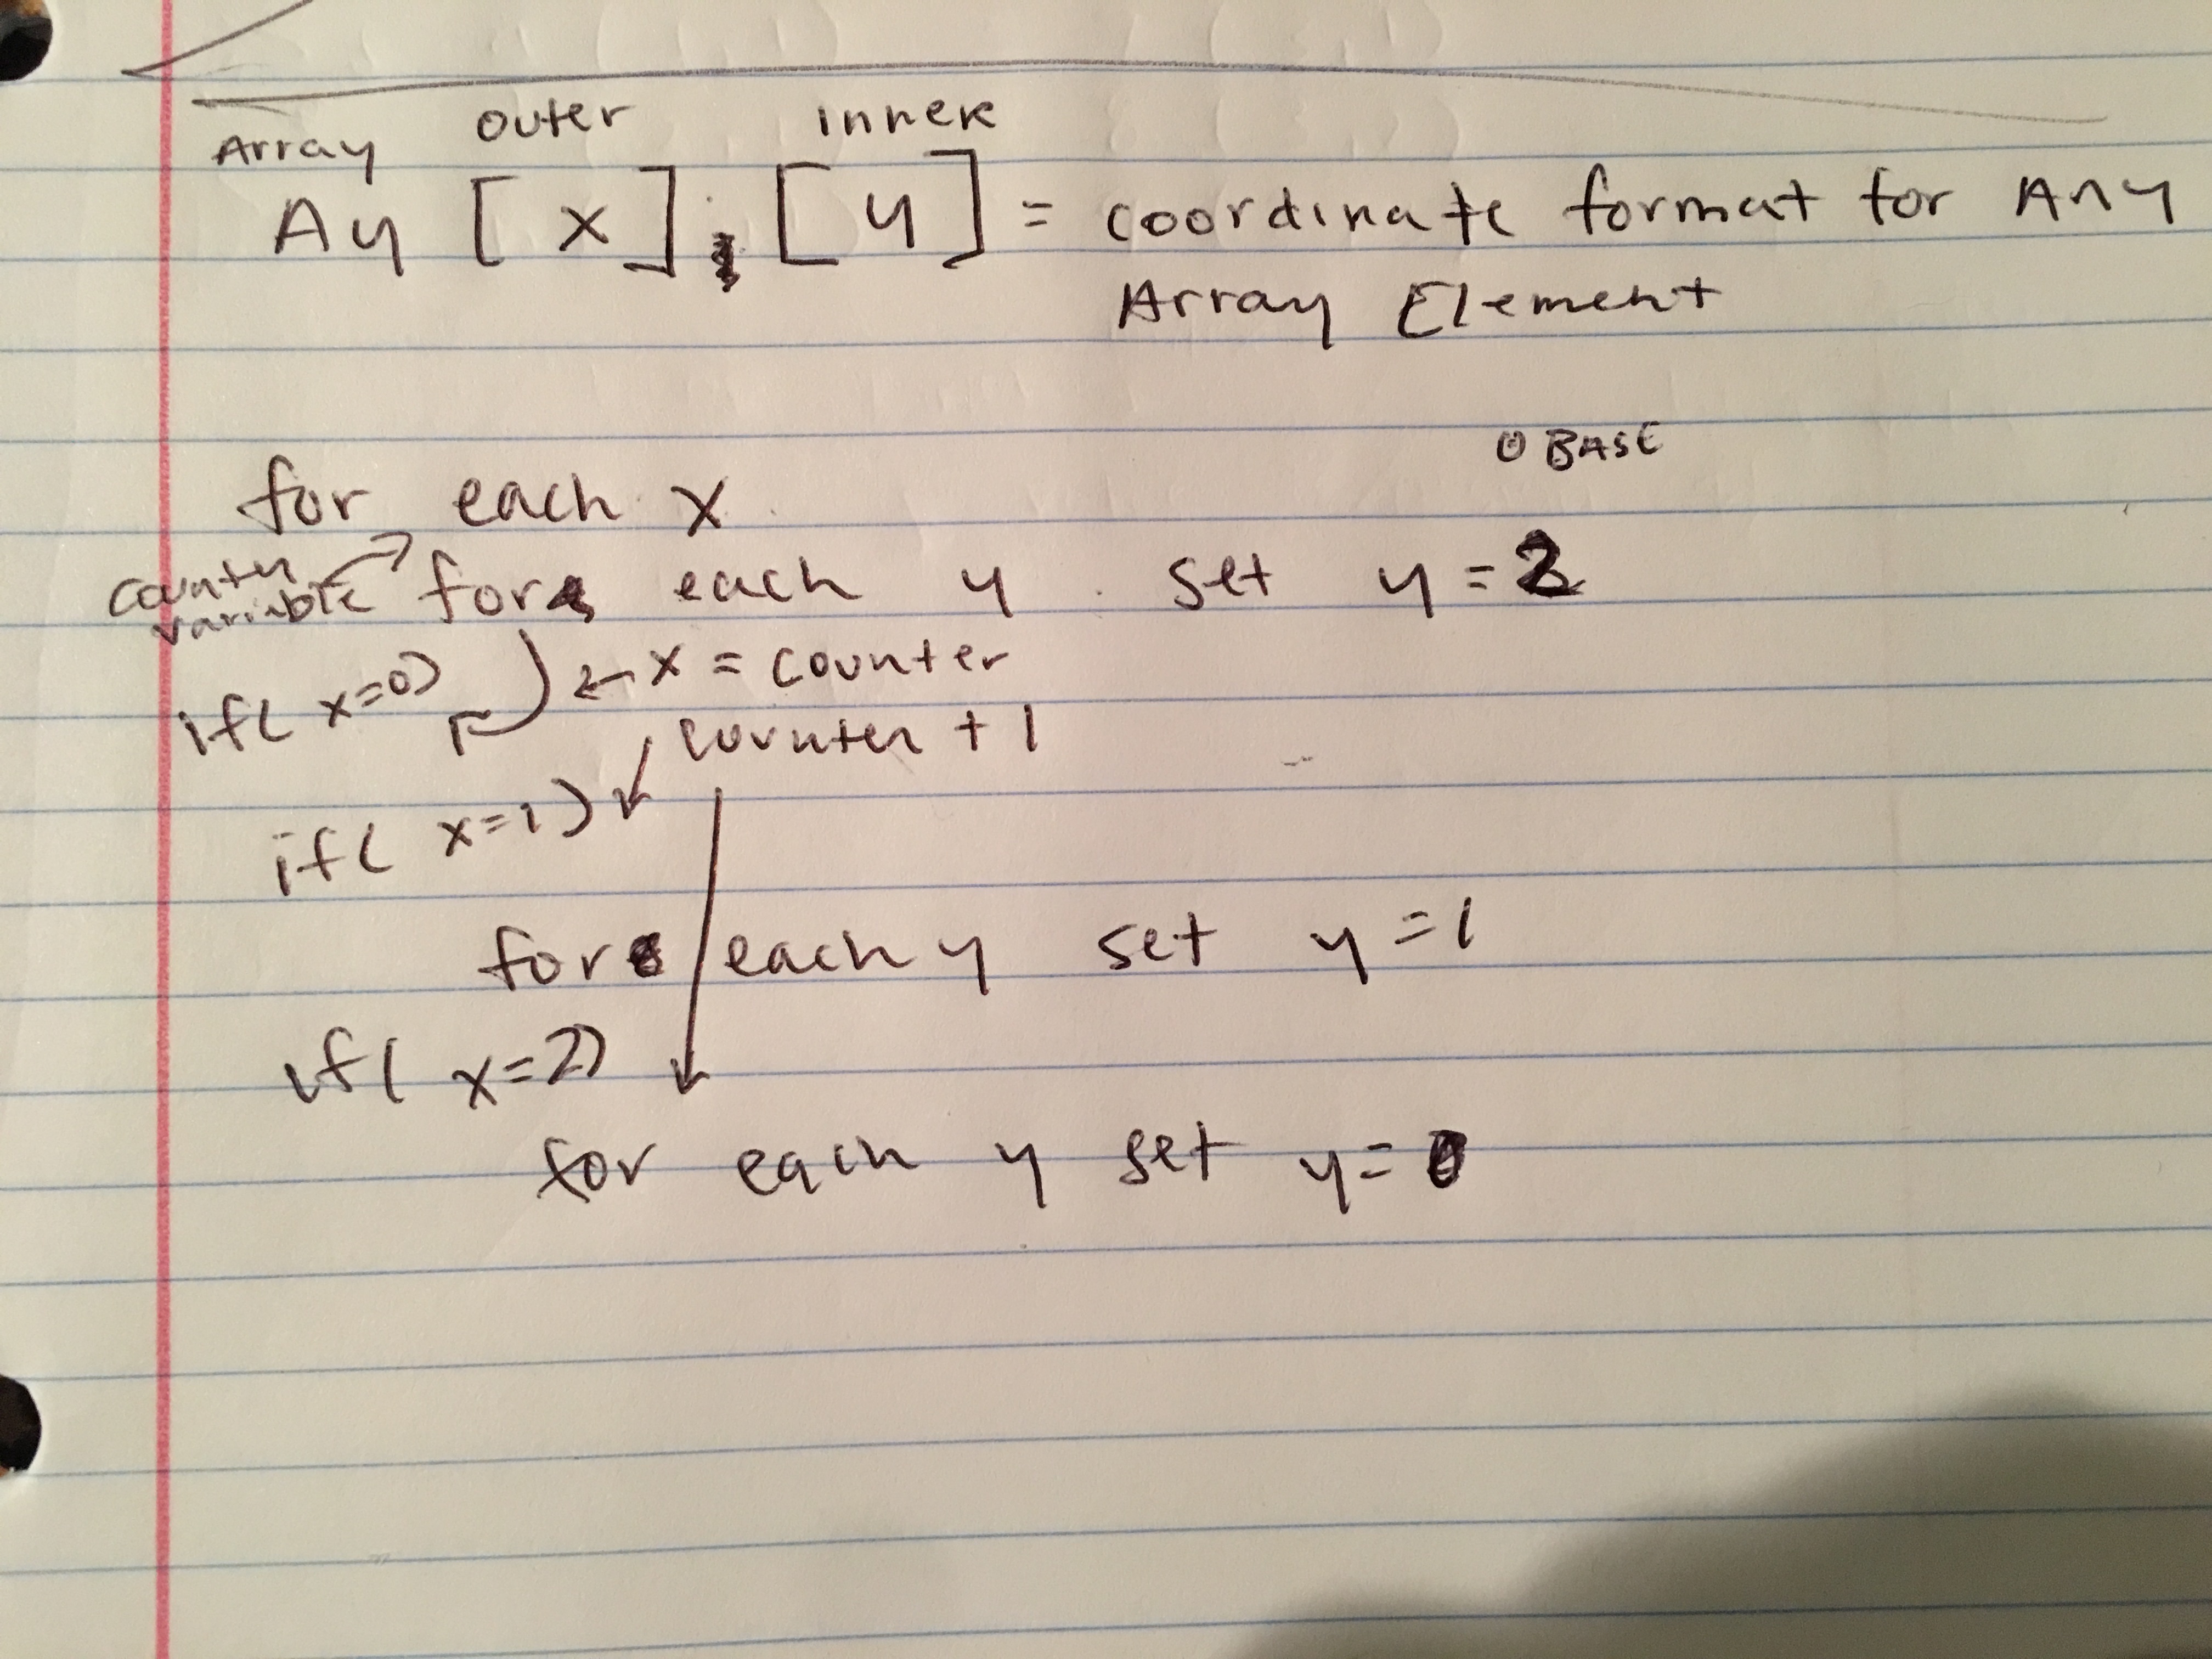 Array outer inner
Ay [ x ] , [ y ] = coordinate format for Any
Array Element
0 BASE
for each x
counter
variable
for each y set y = 2
if( x=0) ← x = counter
counter + 1
if( x=1)
for each y set y = 1
if( x=2)
for each y set y = 0